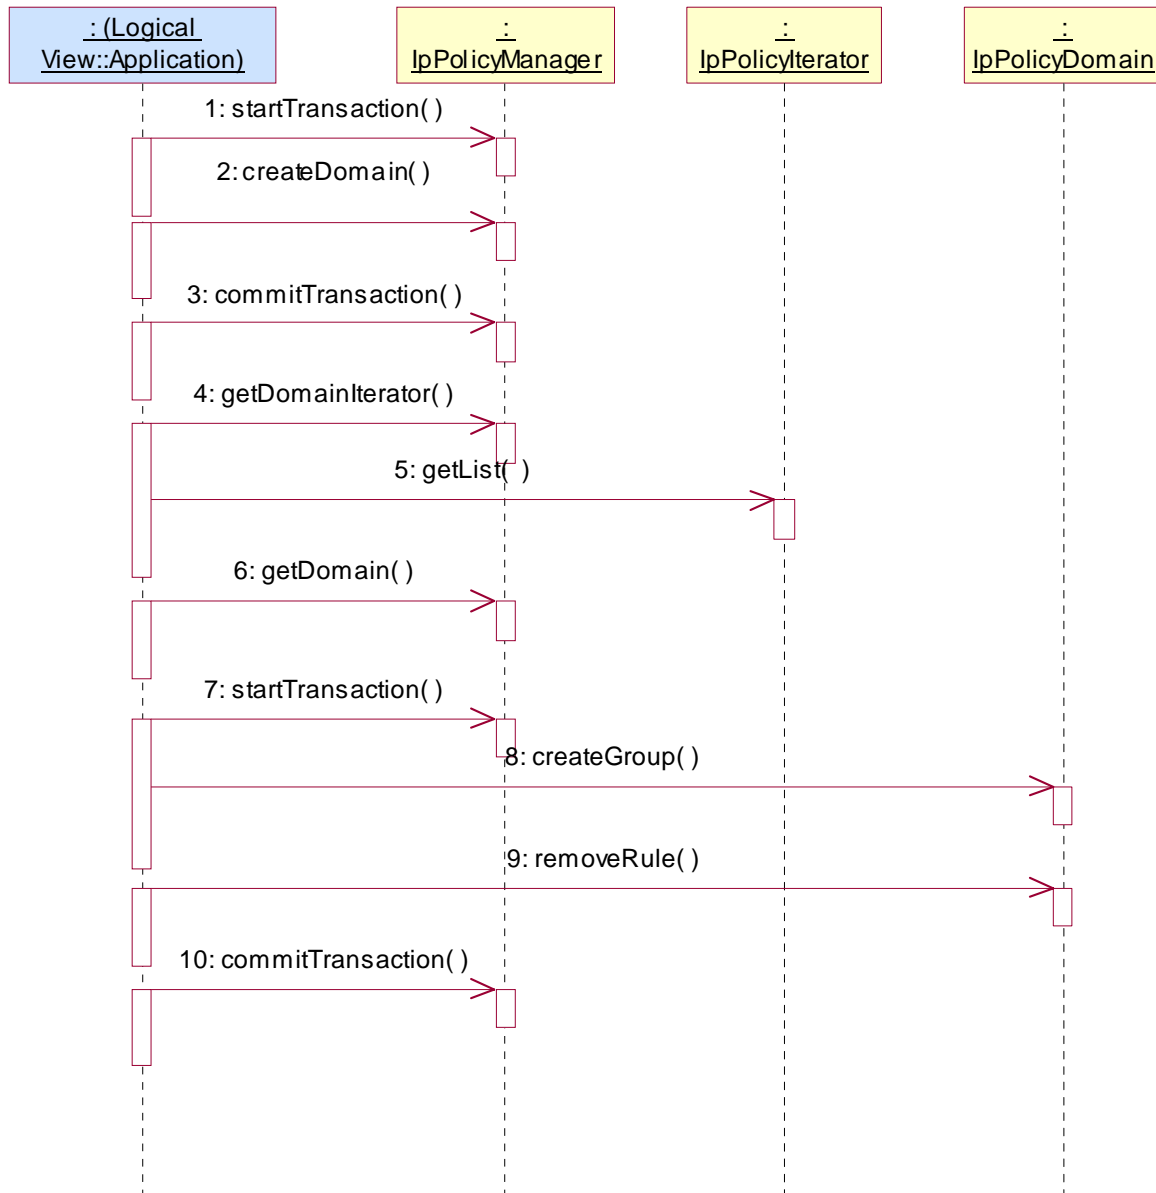 : (Logical
View::Application)
:
IpPolicyManager
:
IpPolicyIterator
:
IpPolicyDomain
1: startTransaction( )
2: createDomain( )
3: commitTransaction( )
4: getDomainIterator( )
5: getList( )
6: getDomain( )
7: startTransaction( )
8: createGroup( )
9: removeRule( )
10: commitTransaction( )